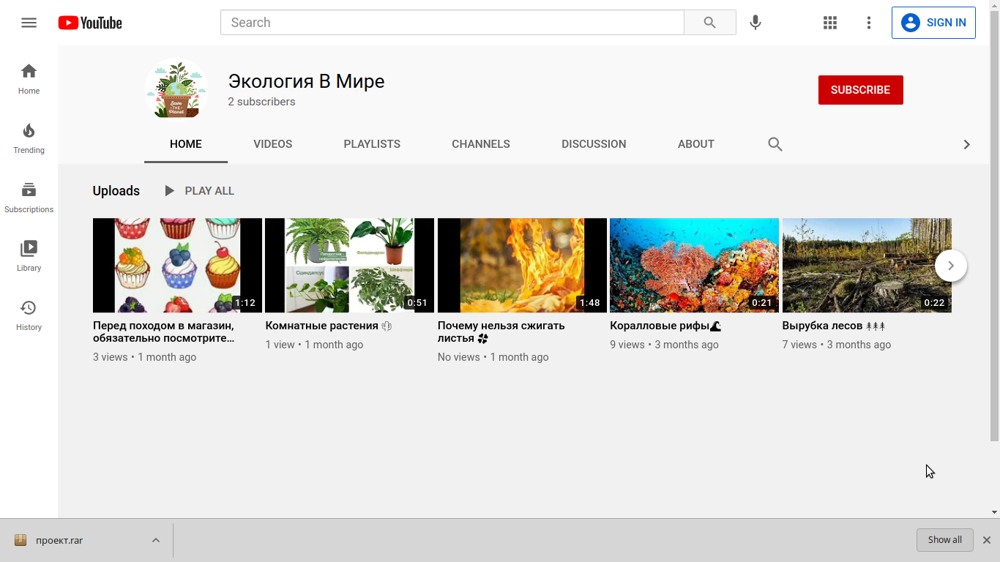 YouTube
Search
SIGN IN
Home
Trending
Subscriptions
Library
History
Save
THE
Planet
Экология В Мире
2 subscribers
SUBSCRIBE
HOME VIDEOS PLAYLISTS CHANNELS DISCUSSION ABOUT
Uploads PLAY ALL
1:12
Папоротник -
нефролепис
Филодендрон
Сциндапсус
Шеффлера
0:51
1:48
0:21
0:22
Перед походом в магазин,
обязательно посмотрите...
3 views • 1 month ago
Комнатные растения
1 view • 1 month ago
Почему нельзя сжигать
листья
No views • 1 month ago
Коралловые рифы
9 views • 3 months ago
Вырубка лесов
7 views • 3 months ago
проект.rar
Show all